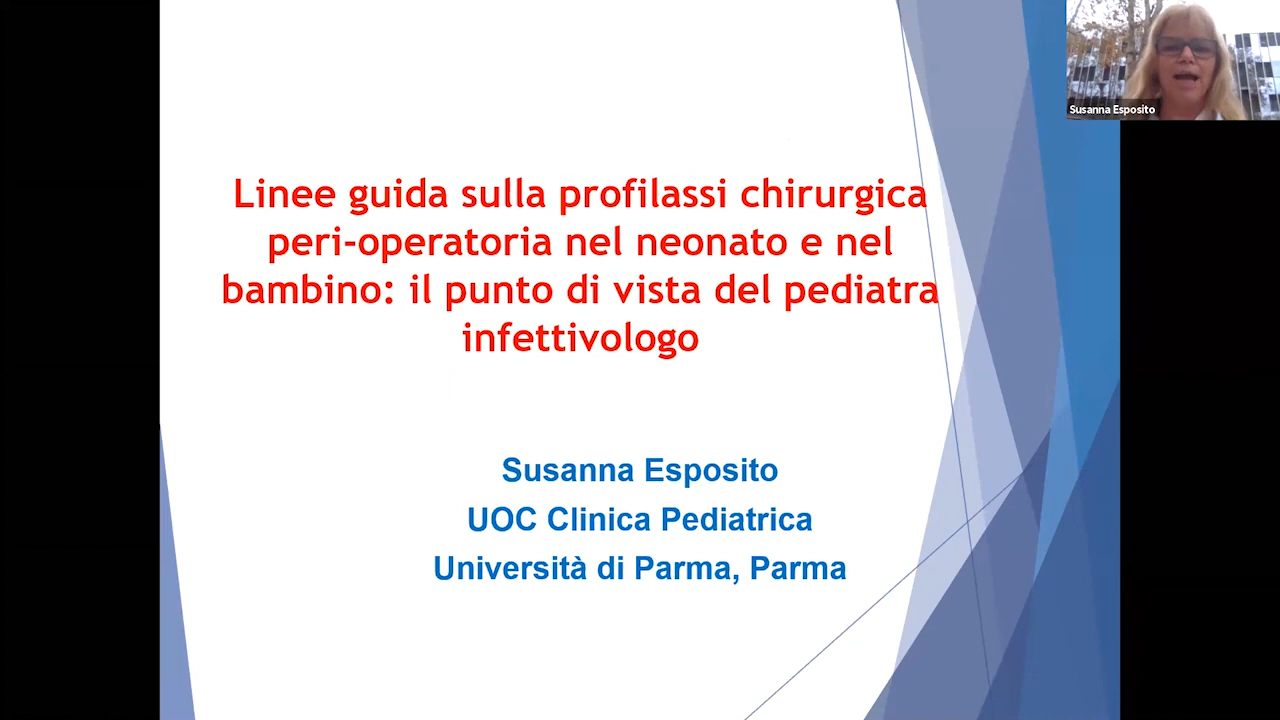 Linee guida sulla profilassi chirurgica
peri-operatoria nel neonato e nel
bambino: il punto di vista del pediatra
infettivologo
Susanna Esposito
UOC Clinica Pediatrica
Università di Parma, Parma
Susanna Esposito